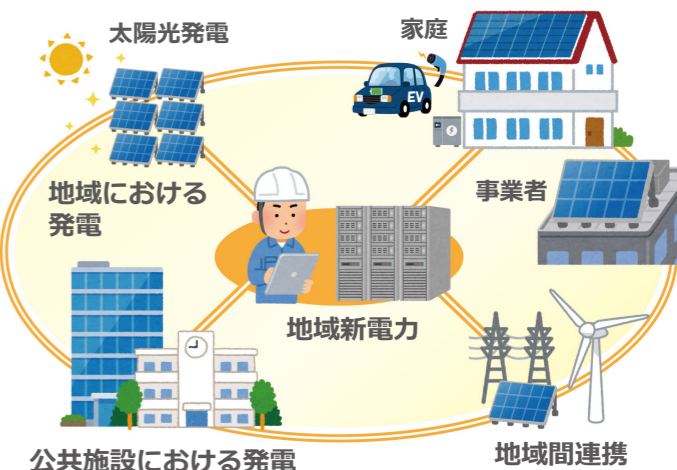 太陽光発電
家庭
EV
地域における
発電
事業者
地域新電力
公共施設における発電
地域間連携